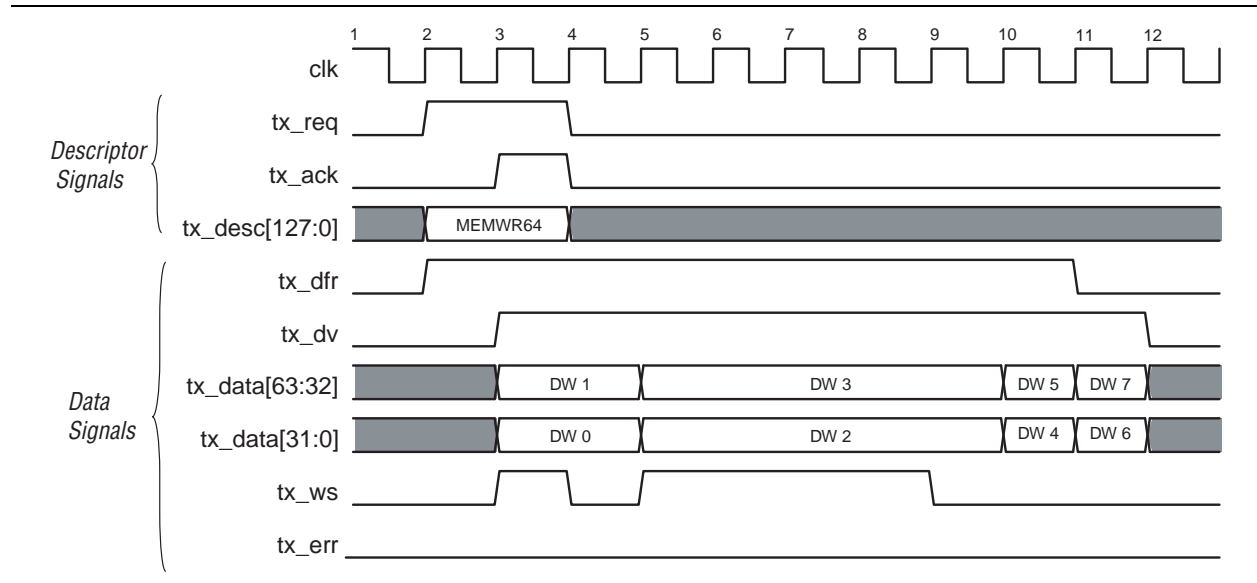 1 2 3 4 5 6 7 8 9 10 11 12
clk
Descriptor
Signals
tx_req
tx_ack
tx_desc[127:0] MEMWR64
Data
Signals
tx_dfr
tx_dv
tx_data[63:32] DW 1 DW 3 DW 5 DW 7
tx_data[31:0] DW 0 DW 2 DW 4 DW 6
tx_ws
tx_err